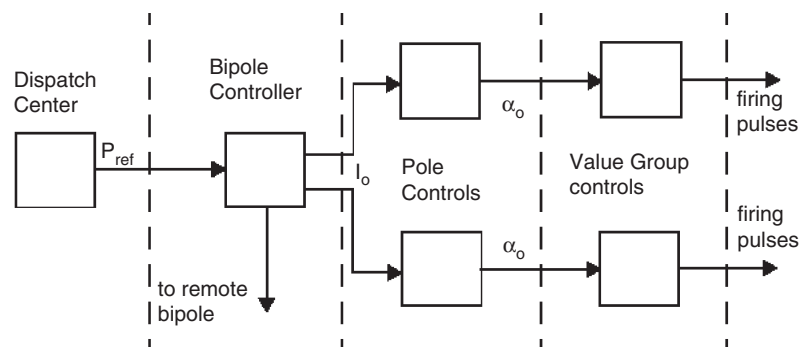 Dispatch
Center
Bipole
Controller
P_ref
I_o
to remote
bipole
Pole
Controls
α_o
α_o
Value Group
controls
firing
pulses
firing
pulses